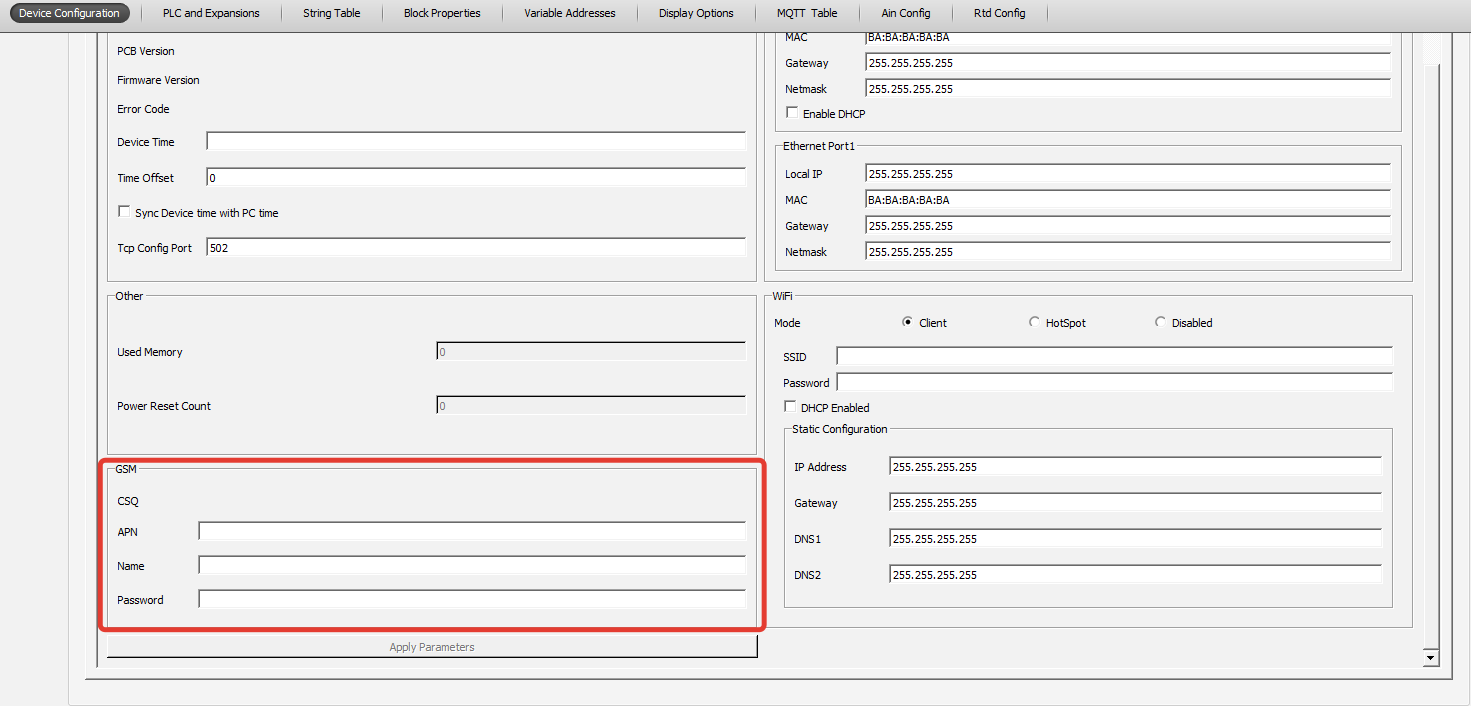 Device Configuration PLC and Expansions String Table Block Properties Variable Addresses Display Options MQTT Table Ain Config Rtd Config
PCB Version
Firmware Version
Error Code
Device Time
Time Offset 0
Sync Device time with PC time
Tcp Config Port 502
MAC BA:BA:BA:BA:BA
Gateway 255.255.255.255
Netmask 255.255.255.255
Enable DHCP
Ethernet Port1
Local IP 255.255.255.255
MAC BA:BA:BA:BA:BA
Gateway 255.255.255.255
Netmask 255.255.255.255
Other
Used Memory 0
Power Reset Count 0
GSM
CSQ
APN
Name
Password
Apply Parameters
WiFi
Mode Client HotSpot Disabled
SSID
Password
DHCP Enabled
Static Configuration
IP Address 255.255.255.255
Gateway 255.255.255.255
DNS1 255.255.255.255
DNS2 255.255.255.255